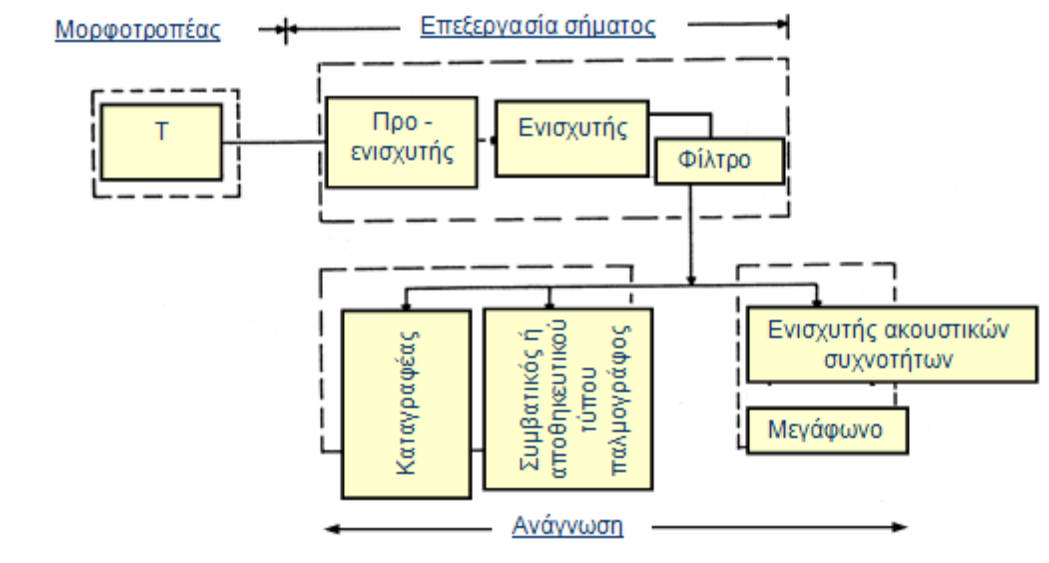 Μορφοτροπέας
Επεξεργασία σήματος
Τ
Προ -
ενισχυτής
Ενισχυτής
Φίλτρο
Καταγραφέας
Συμβατικός ή
αποθηκευτικού
τύπου
παλμογράφος
Ενισχυτής ακουστικών
συχνοτήτων
Μεγάφωνο
Ανάγνωση